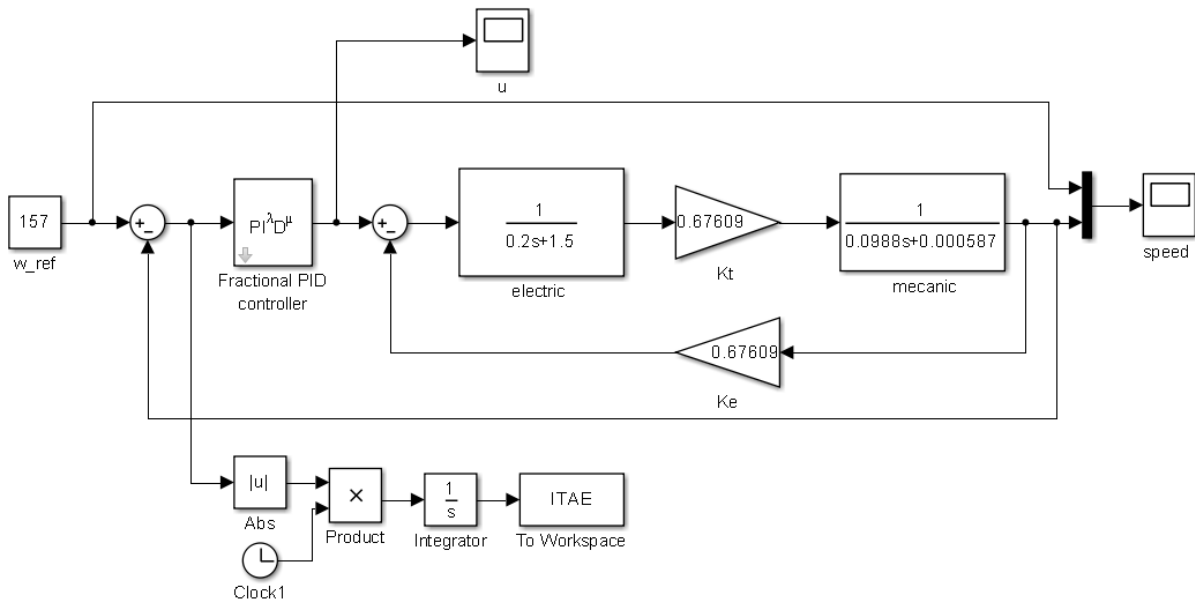 u
157
w_ref
+
−
PIλDμ
Fractional PID
controller
+
−
1
0.2s+1.5
electric
0.67609
Kt
1
0.0988s+0.000587
mecanic
speed
0.67609
Ke
|u|
Abs
×
Product
1
s
Integrator
ITAE
To Workspace
Clock1